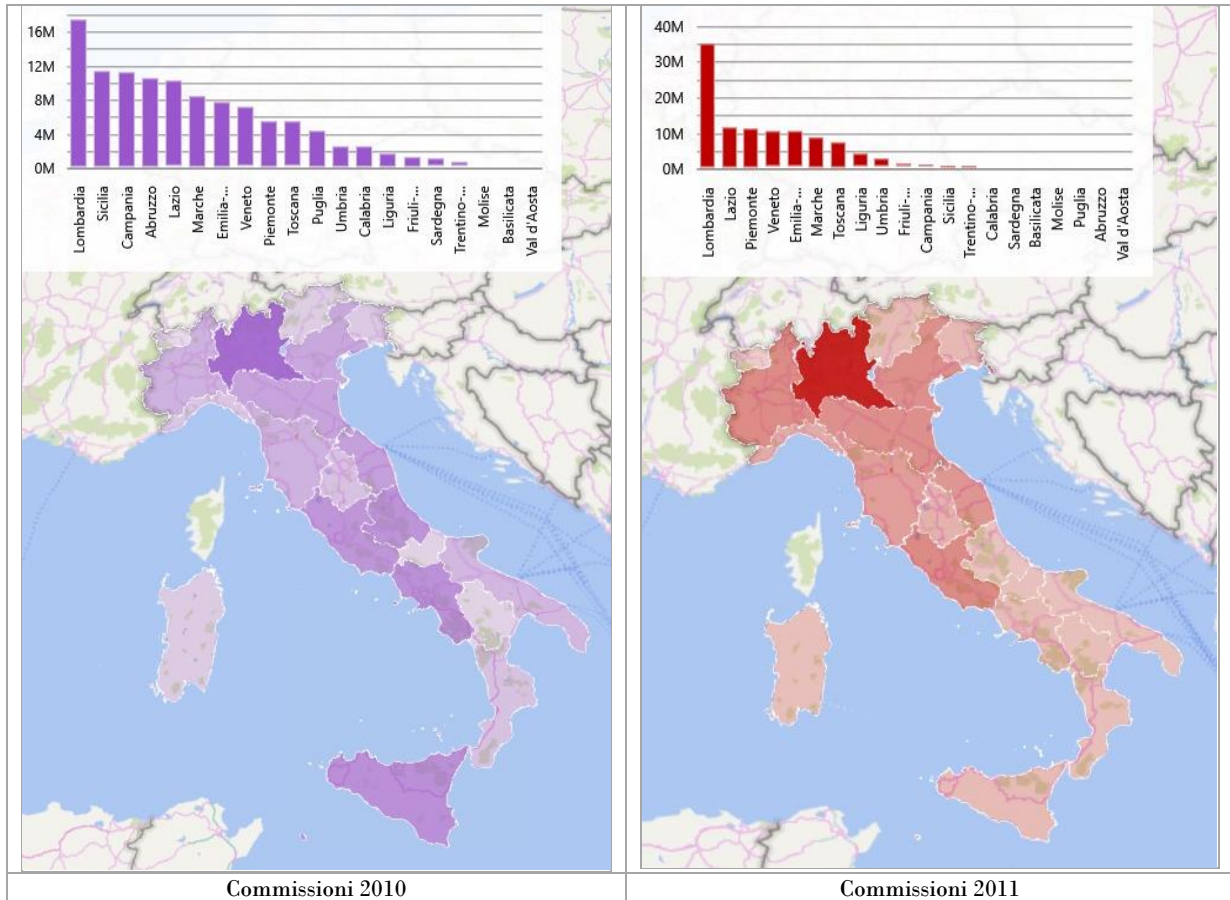 16M
12M
8M
4M
0M
Lombardia
Sicilia
Campania
Abruzzo
Lazio
Marche
Emilia-...
Veneto
Piemonte
Toscana
Puglia
Umbria
Calabria
Liguria
Friuli-...
Sardegna
Trentino-...
Molise
Basilicata
Val d'Aosta
Commissioni 2010
40M
30M
20M
10M
0M
Lombardia
Lazio
Piemonte
Veneto
Emilia-...
Marche
Toscana
Liguria
Umbria
Friuli-...
Campania
Sicilia
Trentino-...
Calabria
Sardegna
Basilicata
Molise
Puglia
Abruzzo
Val d'Aosta
Commissioni 2011